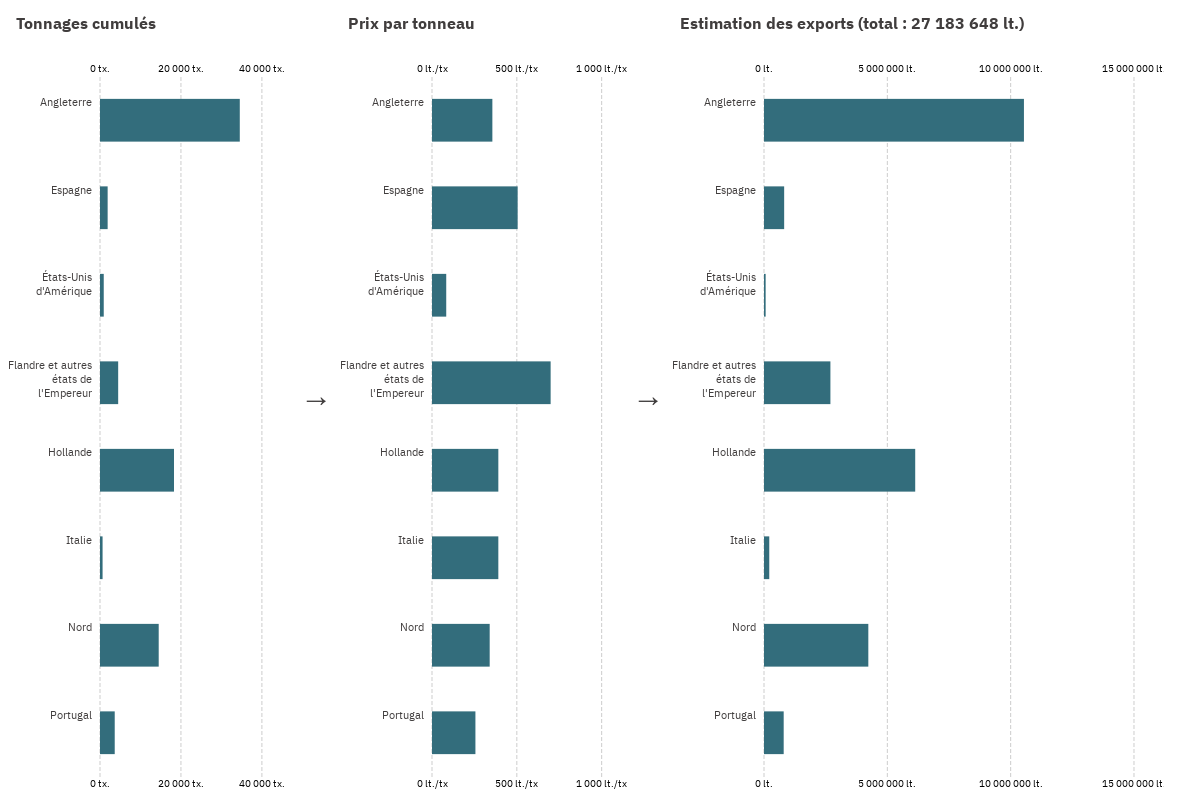 Tonnages cumulés
Prix par tonneau
Estimation des exports (total : 27 183 648 lt.)
0 tx.
20 000 tx.
40 000 tx.
0 lt./tx
500 lt./tx
1 000 lt./tx
0 lt.
5 000 000 lt.
10 000 000 lt.
15 000 000 lt
Angleterre
Angleterre
Angleterre
Espagne
Espagne
Espagne
États-Unis
d'Amérique
États-Unis
d'Amérique
États-Unis
d'Amérique
Flandre et autres
états de
l'Empereur
Flandre et autres
états de
l'Empereur
Flandre et autres
états de
l'Empereur
→
→
Hollande
Hollande
Hollande
Italie
Italie
Italie
Nord
Nord
Nord
Portugal
Portugal
Portugal
0 tx.
20 000 tx.
40 000 tx.
0 lt./tx
500 lt./tx
1 000 lt./tx
0 lt.
5 000 000 lt.
10 000 000 lt.
15 000 000 lt